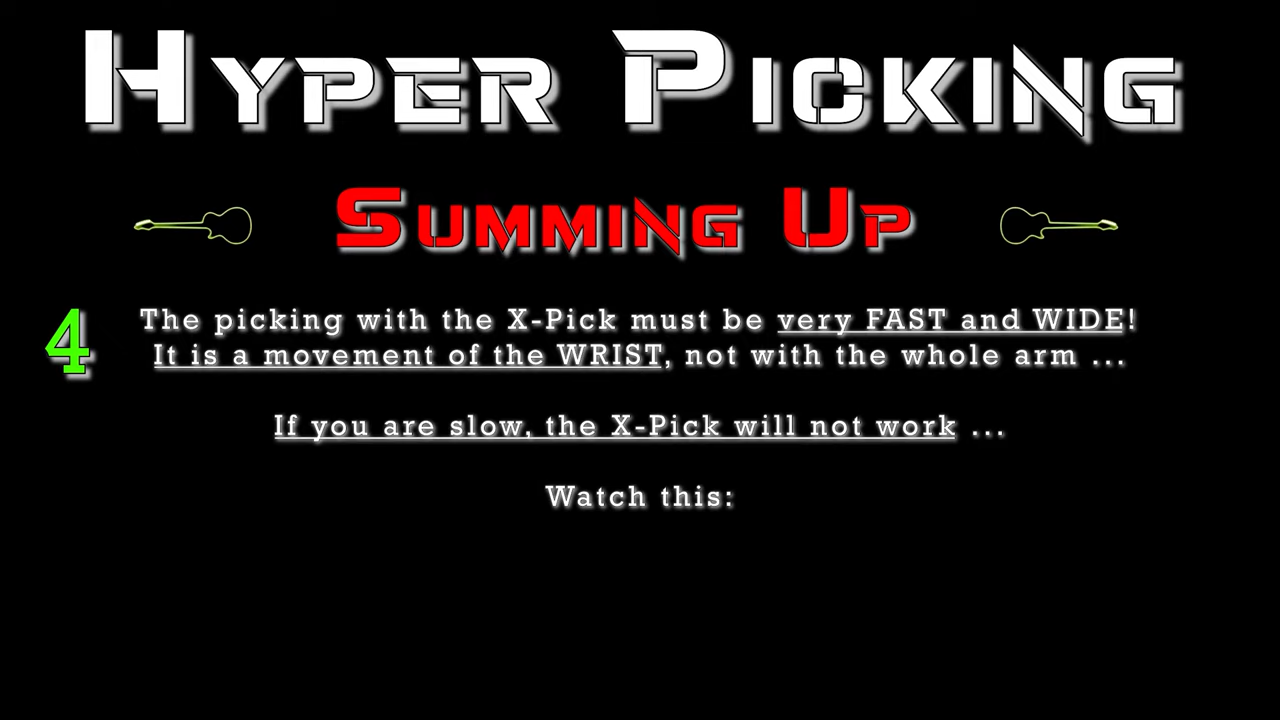 HYPER PICKING
SUMMING UP
4
The picking with the X-Pick must be very FAST and WIDE!
It is a movement of the WRIST, not with the whole arm ...
If you are slow, the X-Pick will not work ...
Watch this: